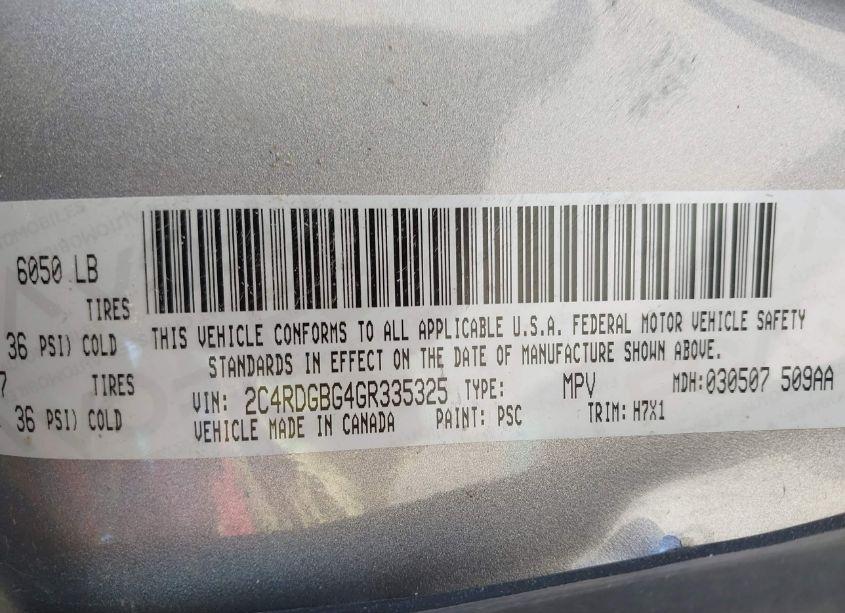 6050 LB
TIRES
36 PSI) COLD
THIS VEHICLE CONFORMS TO ALL APPLICABLE U.S.A. FEDERAL MOTOR VEHICLE SAFETY
STANDARDS IN EFFECT ON THE DATE OF MANUFACTURE SHOWN ABOVE.
7 TIRES
VIN: 2C4RDGBG4GR335325 TYPE: MPV MDH:030507 509AA
36 PSI) COLD
VEHICLE MADE IN CANADA PAINT: PSC TRIM: H7X1